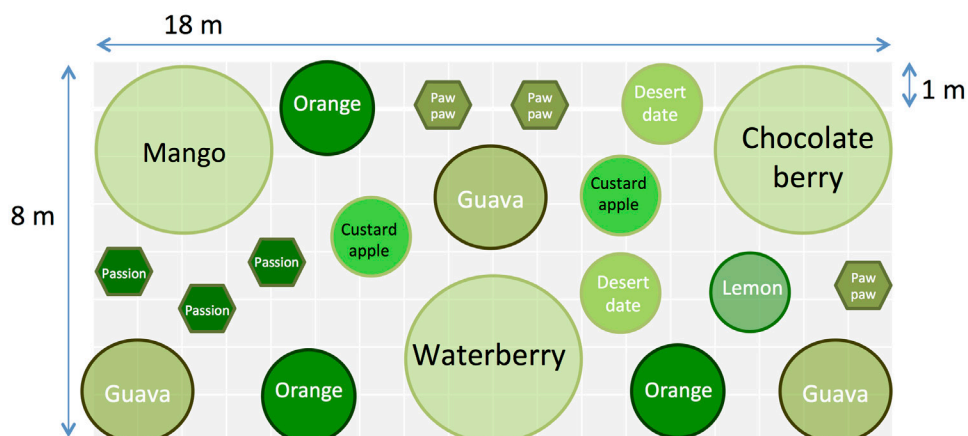 18 m
1 m
8 m
Mango
Orange
Paw
paw
Paw
paw
Desert
date
Chocolate
berry
Guava
Custard
apple
Custard
apple
Passion
Passion
Passion
Desert
date
Lemon
Paw
paw
Waterberry
Guava
Orange
Orange
Guava